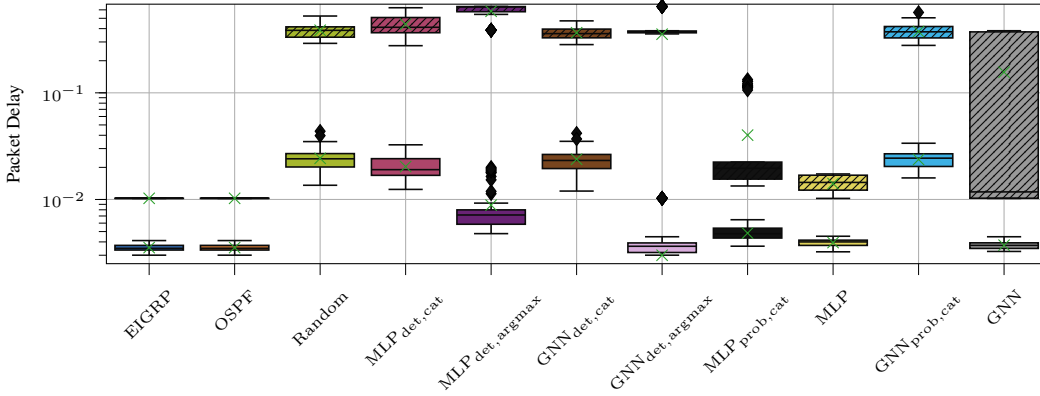 Packet Delay
10⁻¹
10⁻²
EIGRP
OSPF
Random
MLP det,cat
MLP det,argmax
GNN det,cat
GNN det,argmax
MLP prob,cat
MLP
GNN prob,cat
GNN